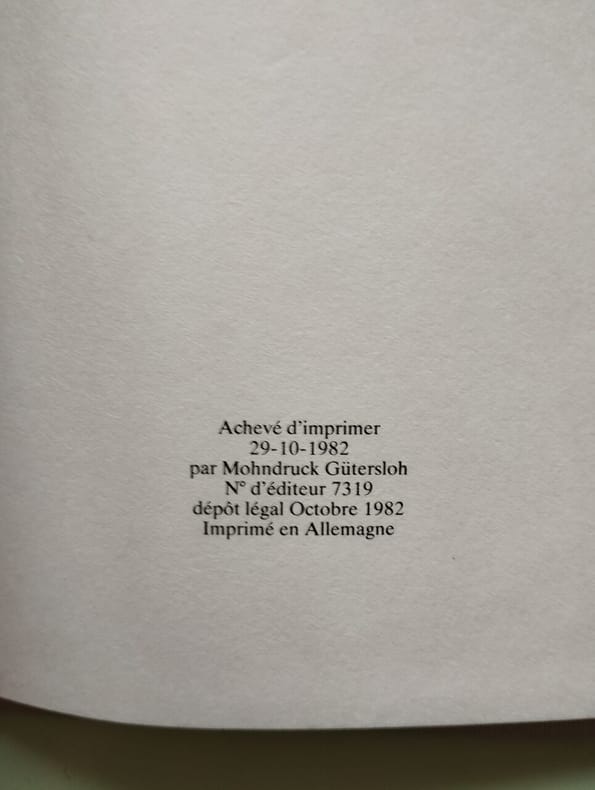 Achevé d'imprimer
29-10-1982
par Mohndruck Gütersloh
N° d'éditeur 7319
dépôt légal Octobre 1982
Imprimé en Allemagne